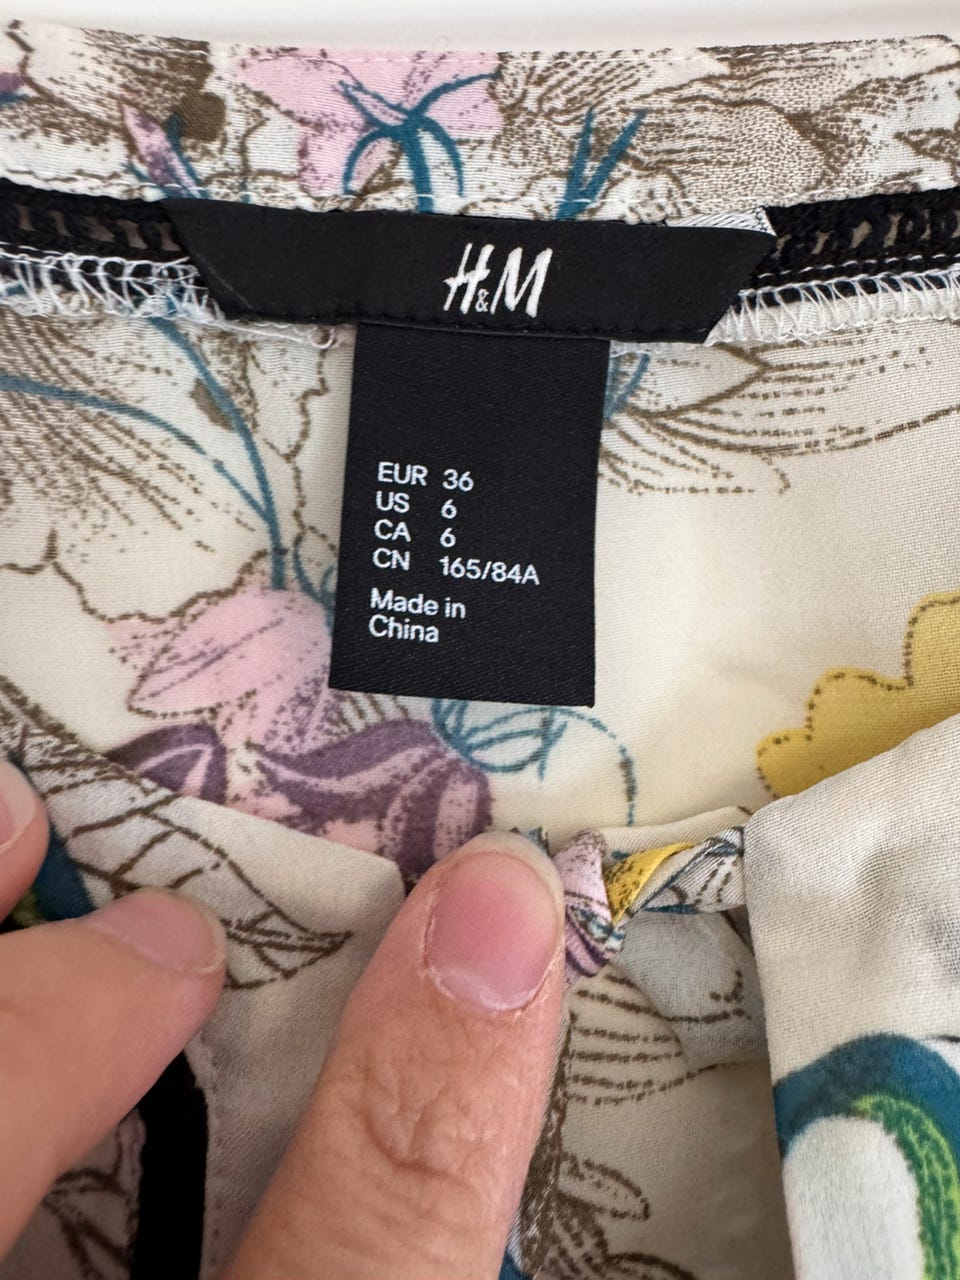 H&M
EUR 36
US 6
CA 6
CN 165/84A
Made in
China